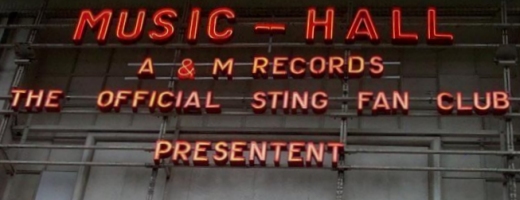 MUSIC - HALL
A & M RECORDS
THE OFFICIAL STING FAN CLUB
PRESENTENT